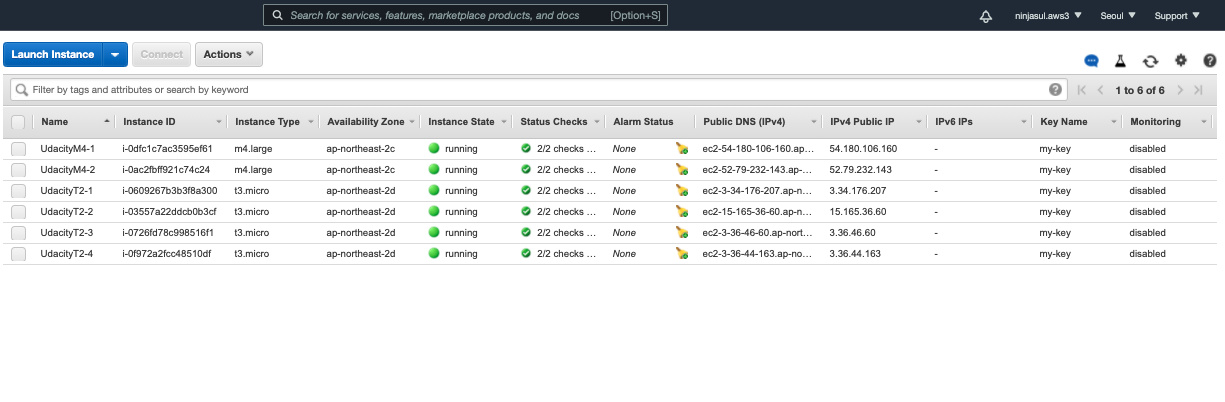 Search for services, features, marketplace products, and docs [Option+S] ninjasul.aws3 Seoul Support
Launch Instance Connect Actions
Filter by tags and attributes or search by keyword 1 to 6 of 6
Name Instance ID Instance Type Availability Zone Instance State Status Checks Alarm Status Public DNS (IPv4) IPv4 Public IP IPv6 IPs Key Name Monitoring
UdacityM4-1 i-0dfc1c7ac3595ef61 m4.large ap-northeast-2c running 2/2 checks ... None ec2-54-180-106-160.ap... 54.180.106.160 - my-key disabled
UdacityM4-2 i-0ac2fbff921c74c24 m4.large ap-northeast-2c running 2/2 checks ... None ec2-52-79-232-143.ap-... 52.79.232.143 - my-key disabled
UdacityT2-1 i-0609267b3b3f8a300 t3.micro ap-northeast-2d running 2/2 checks ... None ec2-3-34-176-207.ap-n... 3.34.176.207 - my-key disabled
UdacityT2-2 i-03557a22ddcb0b3cf t3.micro ap-northeast-2d running 2/2 checks ... None ec2-15-165-36-60.ap-n... 15.165.36.60 - my-key disabled
UdacityT2-3 i-0726fd78c998516f1 t3.micro ap-northeast-2d running 2/2 checks ... None ec2-3-36-46-60.ap-nort... 3.36.46.60 - my-key disabled
UdacityT2-4 i-0f972a2fcc48510df t3.micro ap-northeast-2d running 2/2 checks ... None ec2-3-36-44-163.ap-no... 3.36.44.163 - my-key disabled